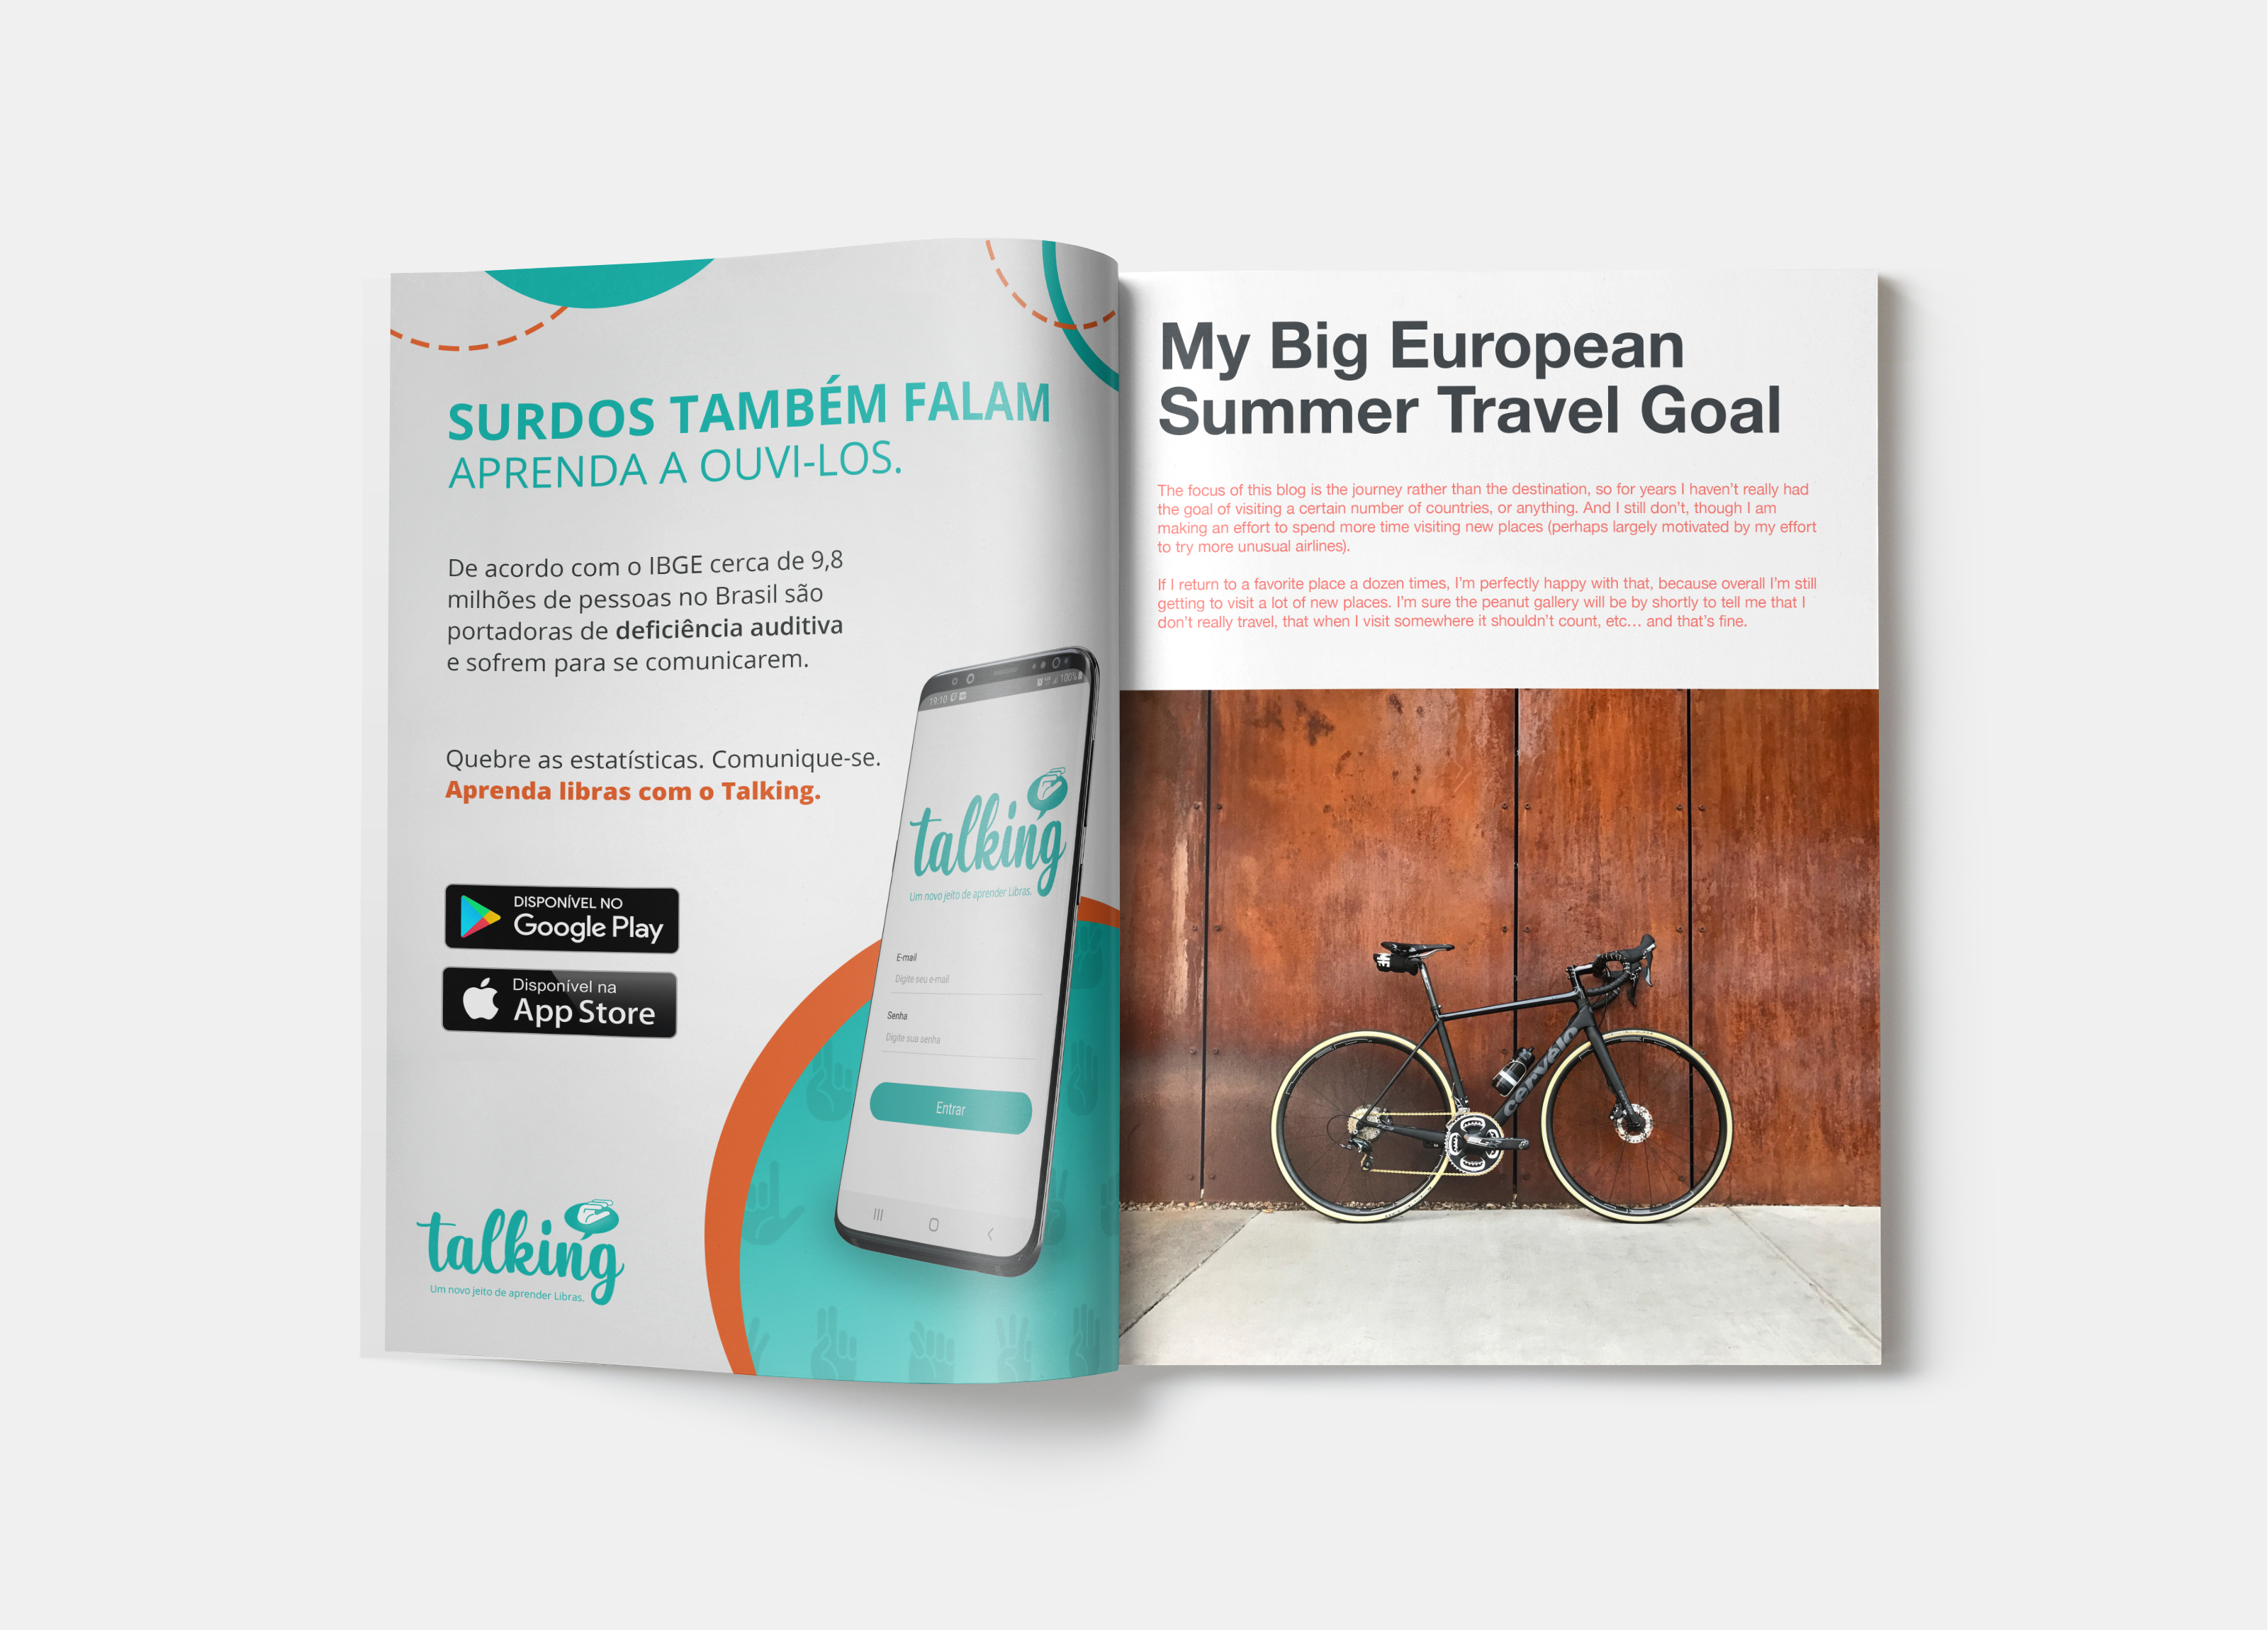 SURDOS TAMBÉM FALAM
APRENDA A OUVI-LOS.
De acordo com o IBGE cerca de 9,8
milhões de pessoas no Brasil são
portadoras de deficiência auditiva
e sofrem para se comunicarem.
Quebre as estatísticas. Comunique-se.
Aprenda libras com o Talking.
DISPONÍVEL NO
Google Play
Disponível na
App Store
talking
Um novo jeito de aprender Libras.
19:10
100%
talking
Um novo jeito de aprender Libras.
E-mail
Digite seu e-mail
Senha
Digite sua senha
Entrar
My Big European
Summer Travel Goal
The focus of this blog is the journey rather than the destination, so for years I haven't really had
the goal of visiting a certain number of countries, or anything. And I still don't, though I am
making an effort to spend more time visiting new places (perhaps largely motivated by my effort
to try more unusual airlines).
If I return to a favorite place a dozen times, I'm perfectly happy with that, because overall I'm still
getting to visit a lot of new places. I'm sure the peanut gallery will be by shortly to tell me that I
don't really travel, that when I visit somewhere it shouldn't count, etc... and that's fine.
cervélo